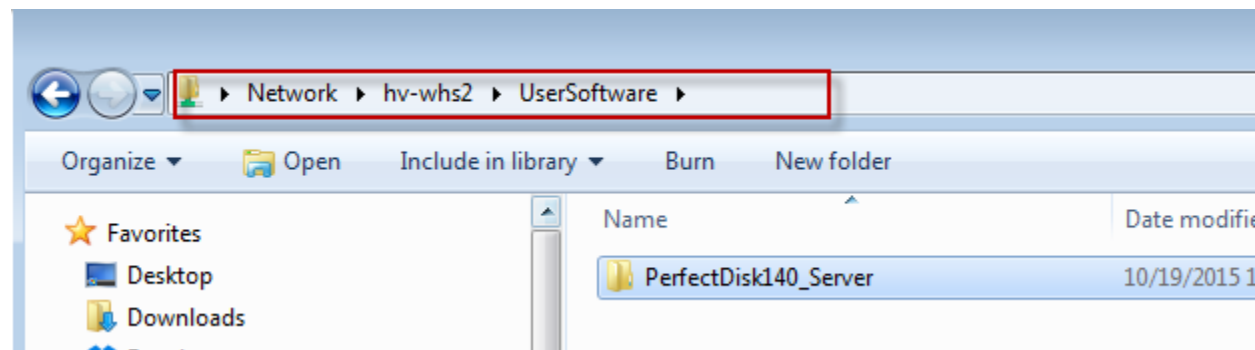 Network hv-whs2 UserSoftware
Organize Open Include in library Burn New folder
Name Date modifie
Favorites
Desktop PerfectDisk140_Server 10/19/2015 1
Downloads